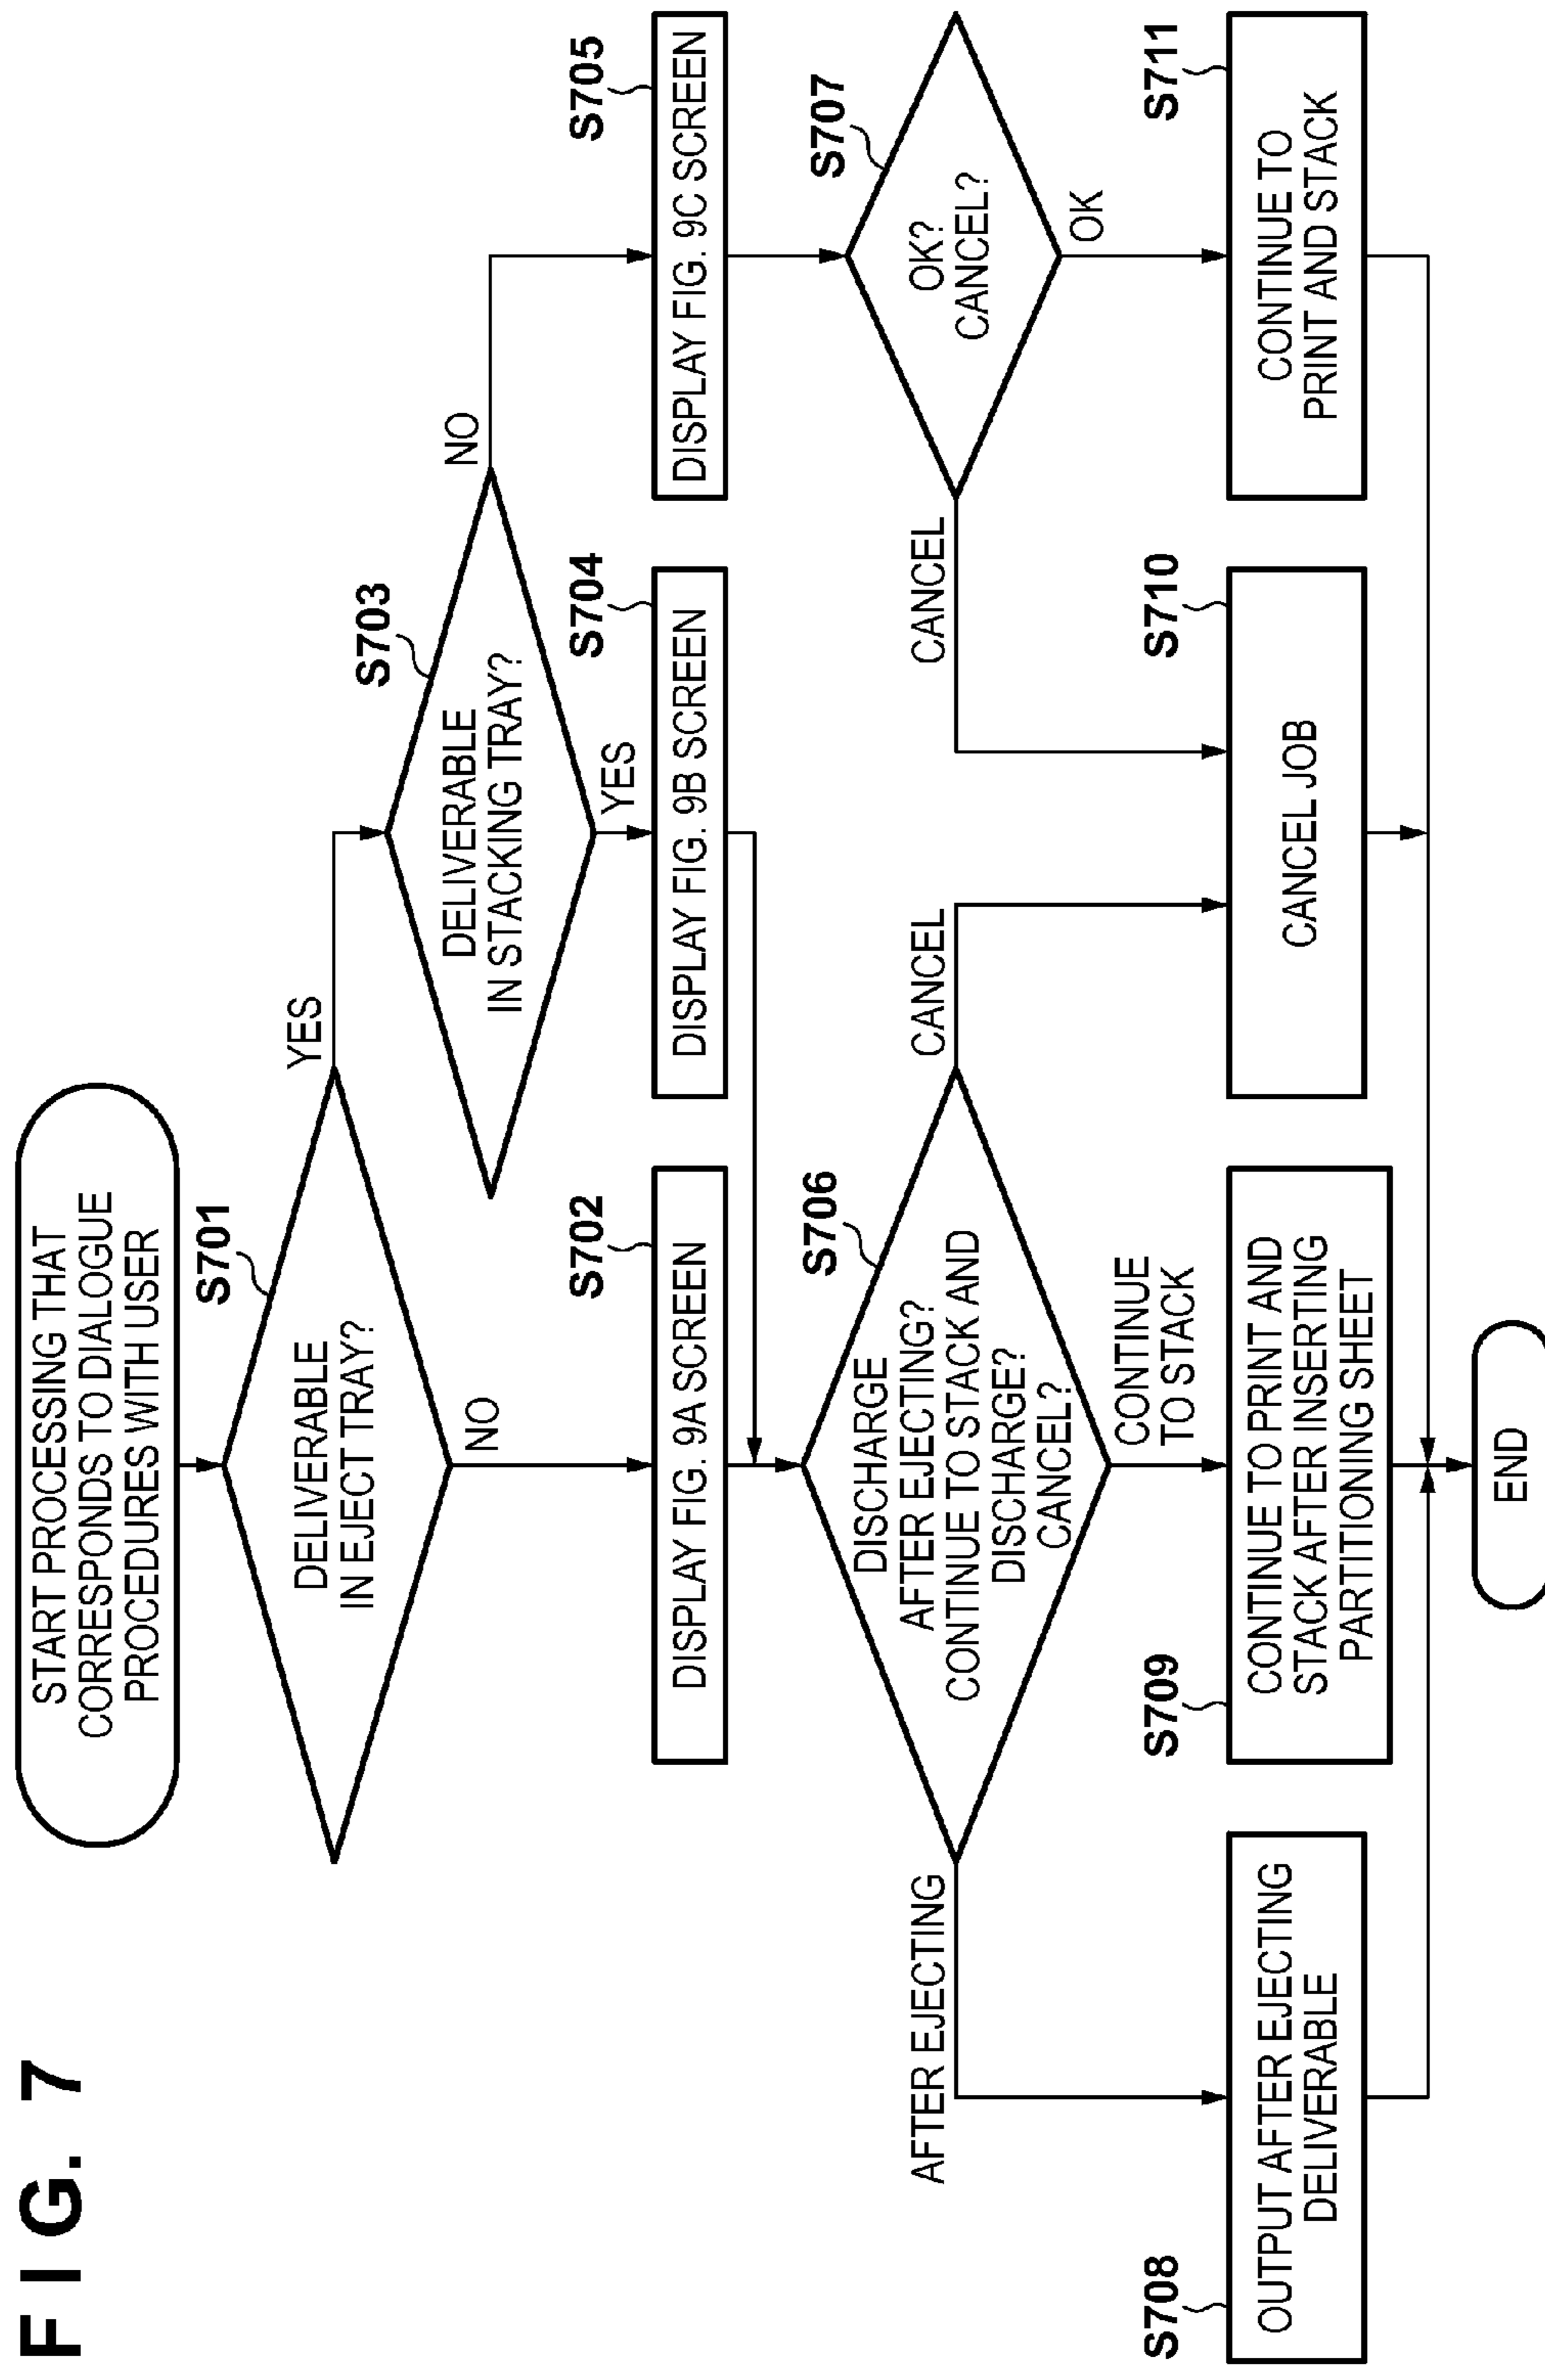 FIG. 7
START PROCESSING THAT
CORRESPONDS TO DIALOGUE
PROCEDURES WITH USER
S701
DELIVERABLE
IN EJECT TRAY?
YES
NO
S703
DELIVERABLE
IN STACKING TRAY?
NO
YES
S702
DISPLAY FIG. 9A SCREEN
S704
DISPLAY FIG. 9B SCREEN
S705
DISPLAY FIG. 9C SCREEN
S706
DISCHARGE
AFTER EJECTING?
CONTINUE TO STACK AND
DISCHARGE?
CANCEL?
AFTER EJECTING
CANCEL
CONTINUE
TO STACK
S707
OK?
CANCEL?
CANCEL
OK
S708
OUTPUT AFTER EJECTING
DELIVERABLE
S709
CONTINUE TO PRINT AND
STACK AFTER INSERTING
PARTITIONING SHEET
S710
CANCEL JOB
S711
CONTINUE TO
PRINT AND STACK
END